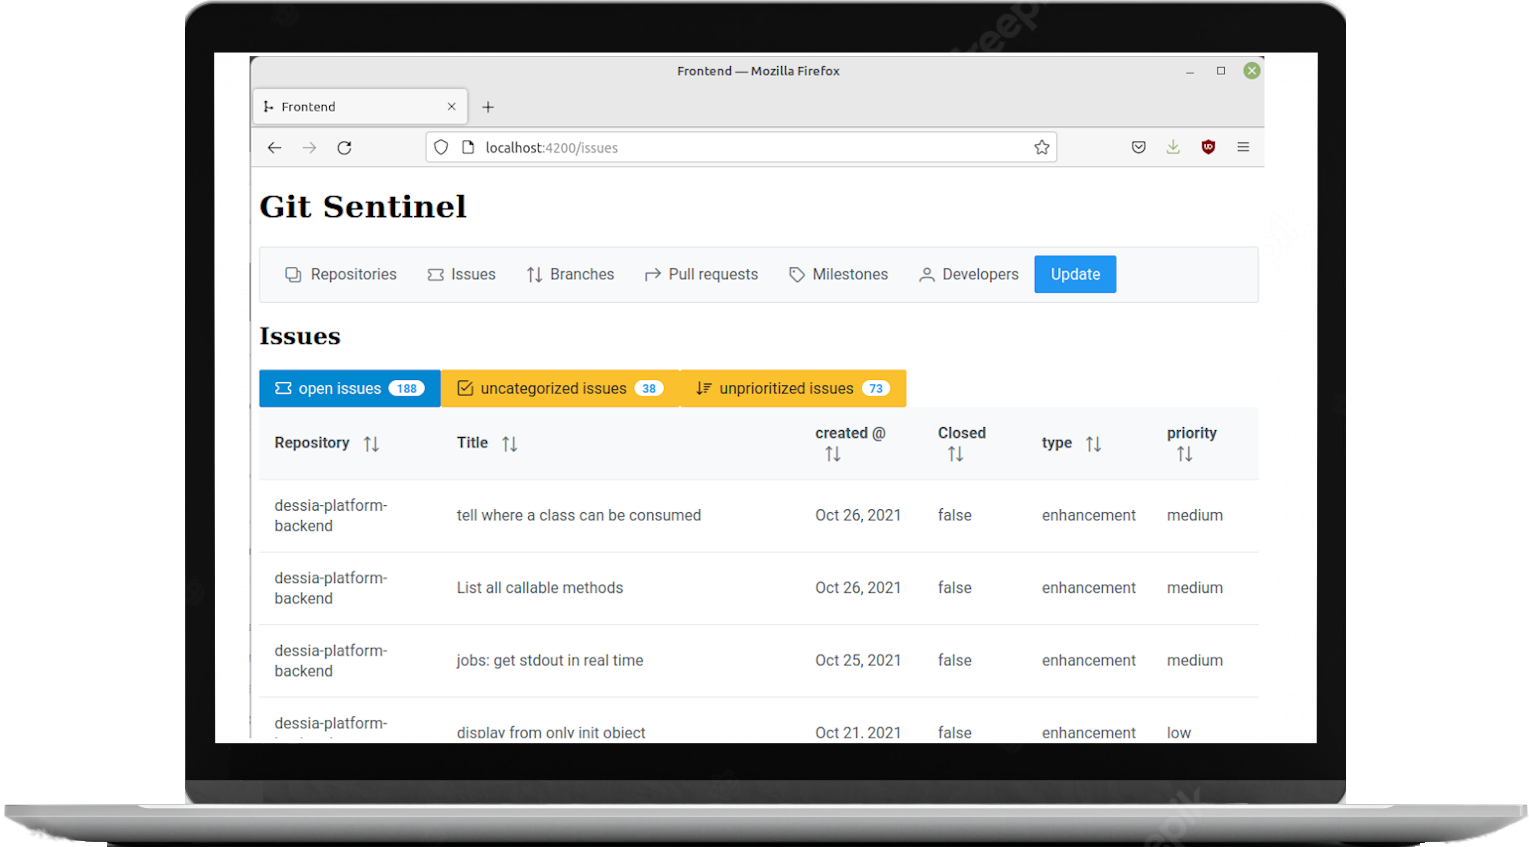 Frontend — Mozilla Firefox
Frontend
localhost:4200/issues
Git Sentinel
Repositories Issues Branches Pull requests Milestones Developers Update
Issues
open issues 188 uncategorized issues 38 unprioritized issues 73
Repository Title created @ Closed type priority
dessia-platform-backend tell where a class can be consumed Oct 26, 2021 false enhancement medium
dessia-platform-backend List all callable methods Oct 26, 2021 false enhancement medium
dessia-platform-backend jobs: get stdout in real time Oct 25, 2021 false enhancement medium
dessia-platform- display from only init object Oct 21, 2021 false enhancement low